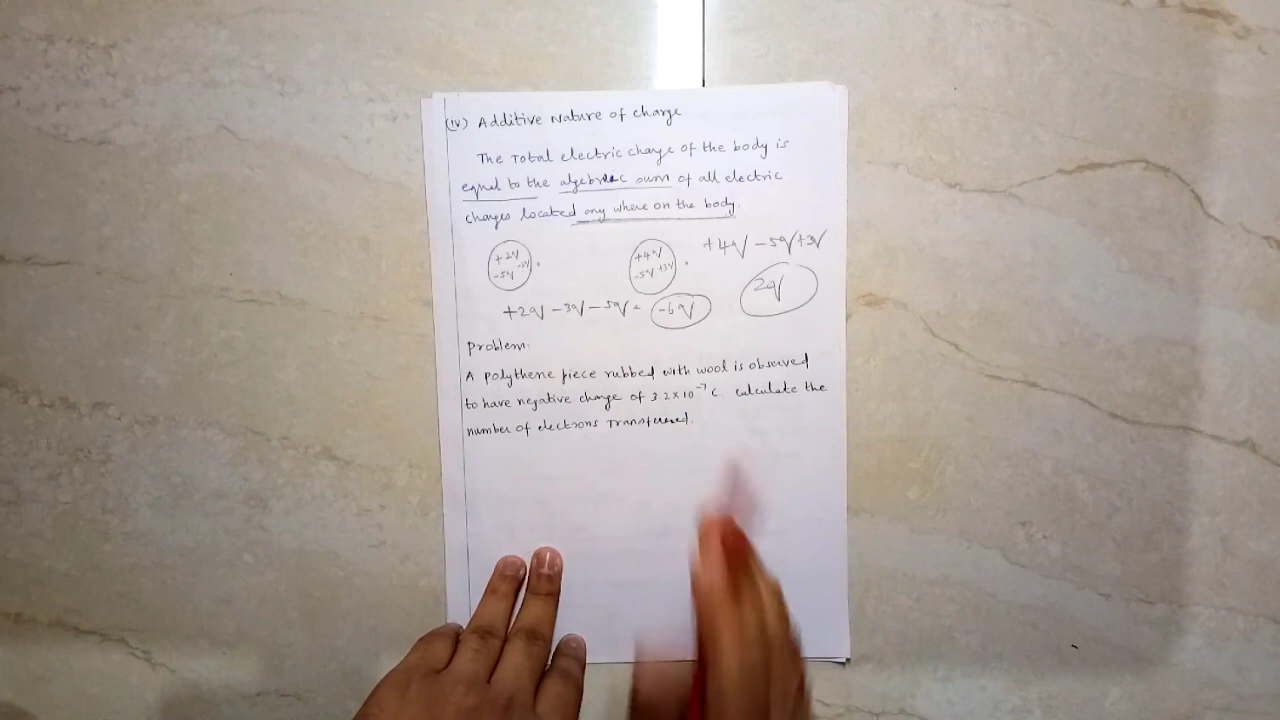 (iv) Additive Nature of charge
The Total electric charge of the body is
equal to the algebraic sum of all electric
charges located any where on the body.
+2q -3q -5q
+4q -5q +3q
+4q -5q +3q
2q
+2q -3q -5q = -6q
Problem:
A polythene piece rubbed with wool is observed
to have negative charge of 3.2x10⁻⁷ C. calculate the
number of electrons Transferred.